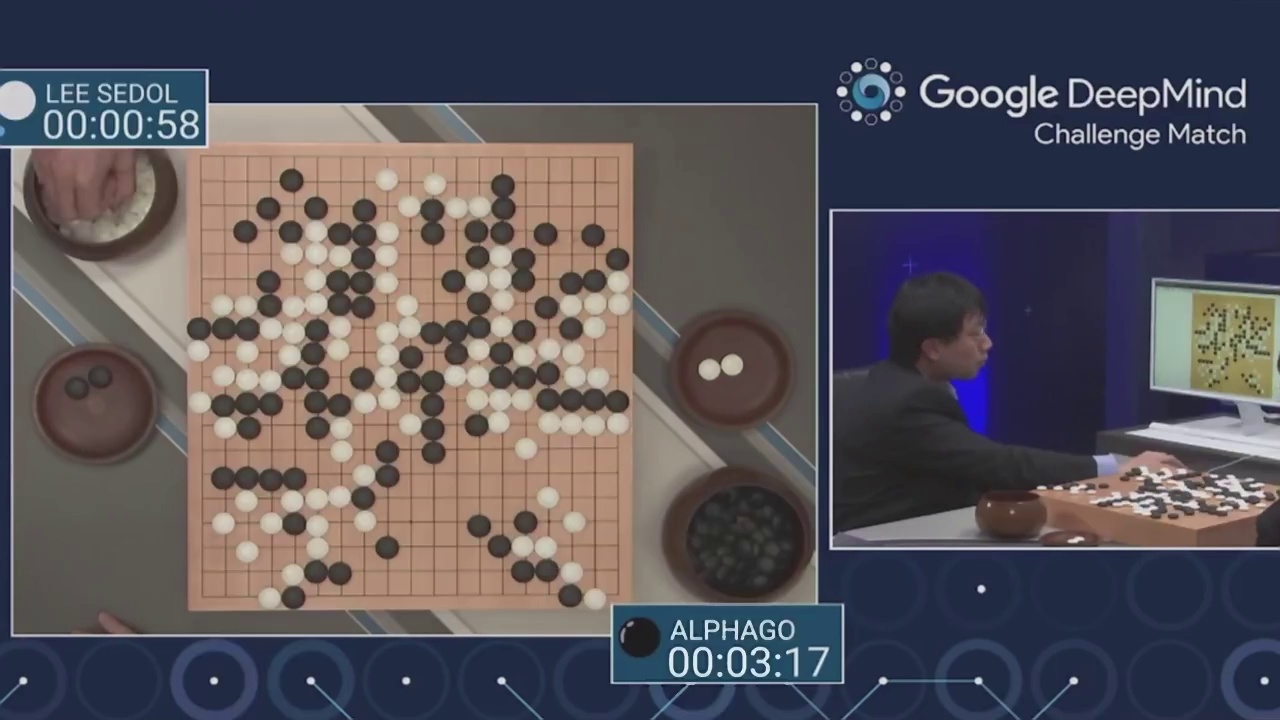 LEE SEDOL
00:00:58
Google DeepMind
Challenge Match
ALPHAGO
00:03:17